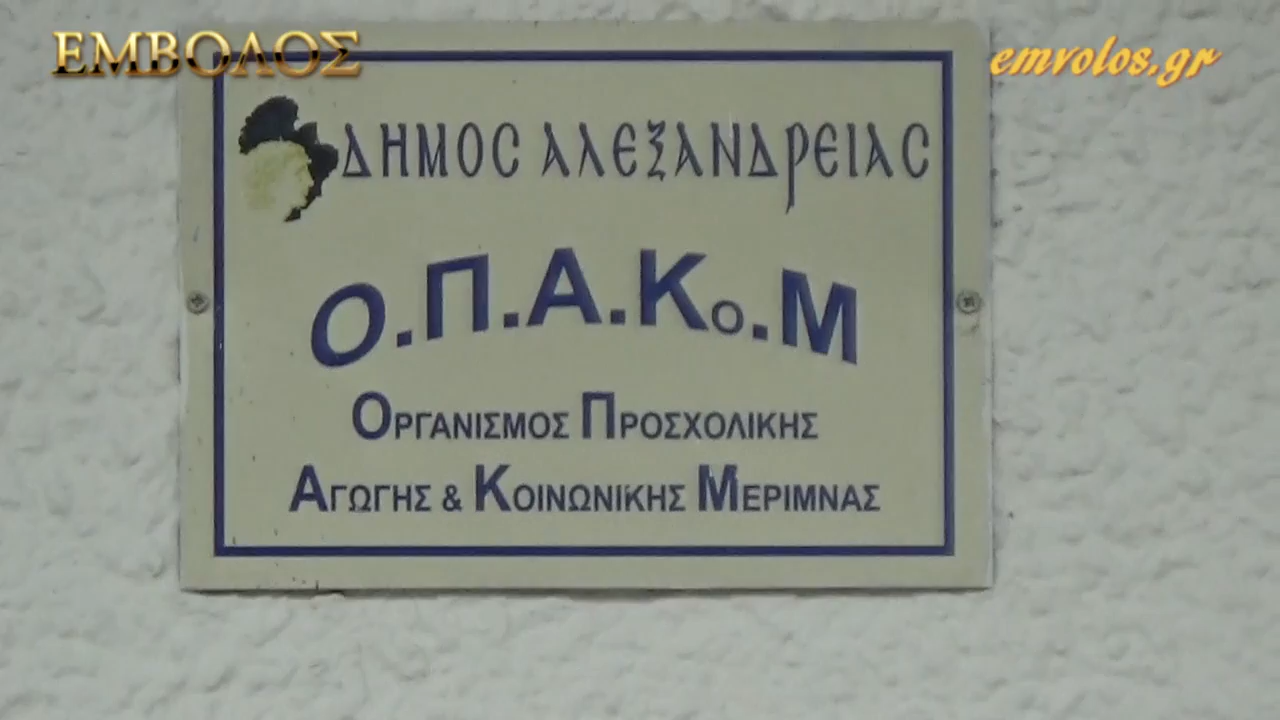 ΕΜΒΟΛΟΣ
emvolos.gr
ΔΗΜΟΣ ΑΛΕΞΑΝΔΡΕΙΑΣ
Ο.Π.Α.Κο.Μ
ΟΡΓΑΝΙΣΜΟΣ ΠΡΟΣΧΟΛΙΚΗΣ
ΑΓΩΓΗΣ & ΚΟΙΝΩΝΙΚΗΣ ΜΕΡΙΜΝΑΣ